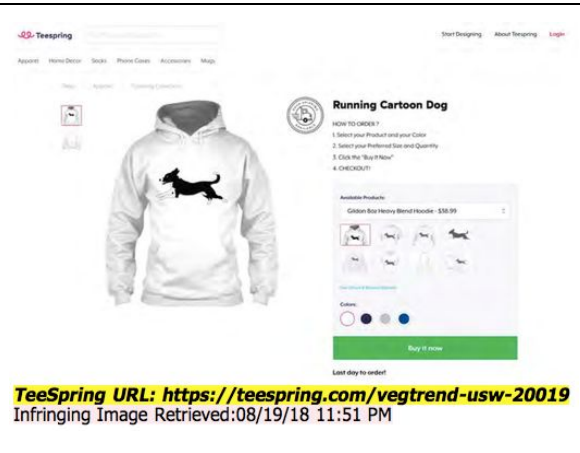 Teespring
Start Designing
About Teespring
Login
Apparel
Home Decor
Socks
Phone Cases
Accessories
Mugs
Apparel
Running Cartoon Dog
HOW TO ORDER ?
1. Select your Product and your Color
2. Select your Preferred Size and Quantity
3. Click the "Buy It Now"
4. CHECKOUT!
Available Products:
Gildan 8oz Heavy Blend Hoodie - $38.99
Colors:
Buy it now
Last day to order!
TeeSpring URL: https://teespring.com/vegtrend-usw-20019
Infringing Image Retrieved:08/19/18 11:51 PM